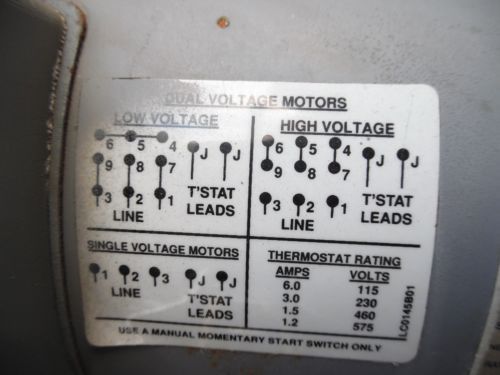 DUAL VOLTAGE MOTORS
LOW VOLTAGE
6 5 4
9 8 7 J J
3 2 1 T'STAT
LINE LEADS
HIGH VOLTAGE
6 5 4
9 8 7 J J
3 2 1 T'STAT
LINE LEADS
SINGLE VOLTAGE MOTORS
1 2 3 J J
LINE T'STAT
LEADS
THERMOSTAT RATING
AMPS VOLTS
6.0 115
3.0 230
1.5 460
1.2 575
LC0145B01
USE A MANUAL MOMENTARY START SWITCH ONLY